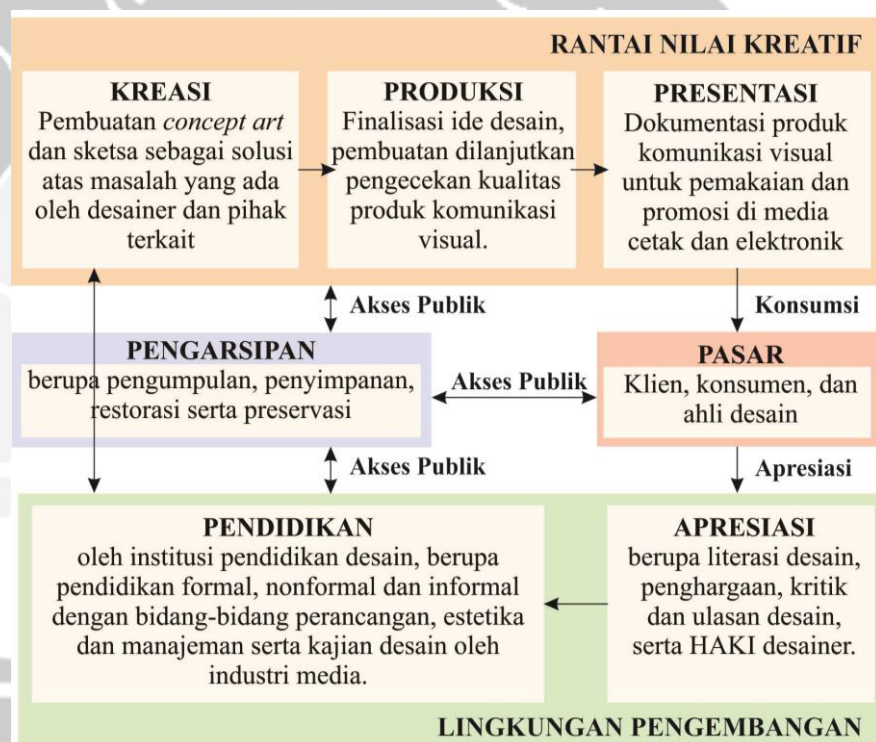 RANTAI NILAI KREATIF
KREASI
Pembuatan concept art
dan sketsa sebagai solusi
atas masalah yang ada
oleh desainer dan pihak
terkait
PRODUKSI
Finalisasi ide desain,
pembuatan dilanjutkan
pengecekan kualitas
produk komunikasi
visual.
PRESENTASI
Dokumentasi produk
komunikasi visual
untuk pemakaian dan
promosi di media
cetak dan elektronik
Akses Publik
Konsumsi
PENGARSIPAN
berupa pengumpulan, penyimpanan,
restorasi serta preservasi
Akses Publik
PASAR
Klien, konsumen, dan
ahli desain
Akses Publik
Apresiasi
PENDIDIKAN
oleh institusi pendidikan desain, berupa
pendidikan formal, nonformal dan informal
dengan bidang-bidang perancangan, estetika
dan manajeman serta kajian desain oleh
industri media.
APRESIASI
berupa literasi desain,
penghargaan, kritik
dan ulasan desain,
serta HAKI desainer.
LINGKUNGAN PENGEMBANGAN